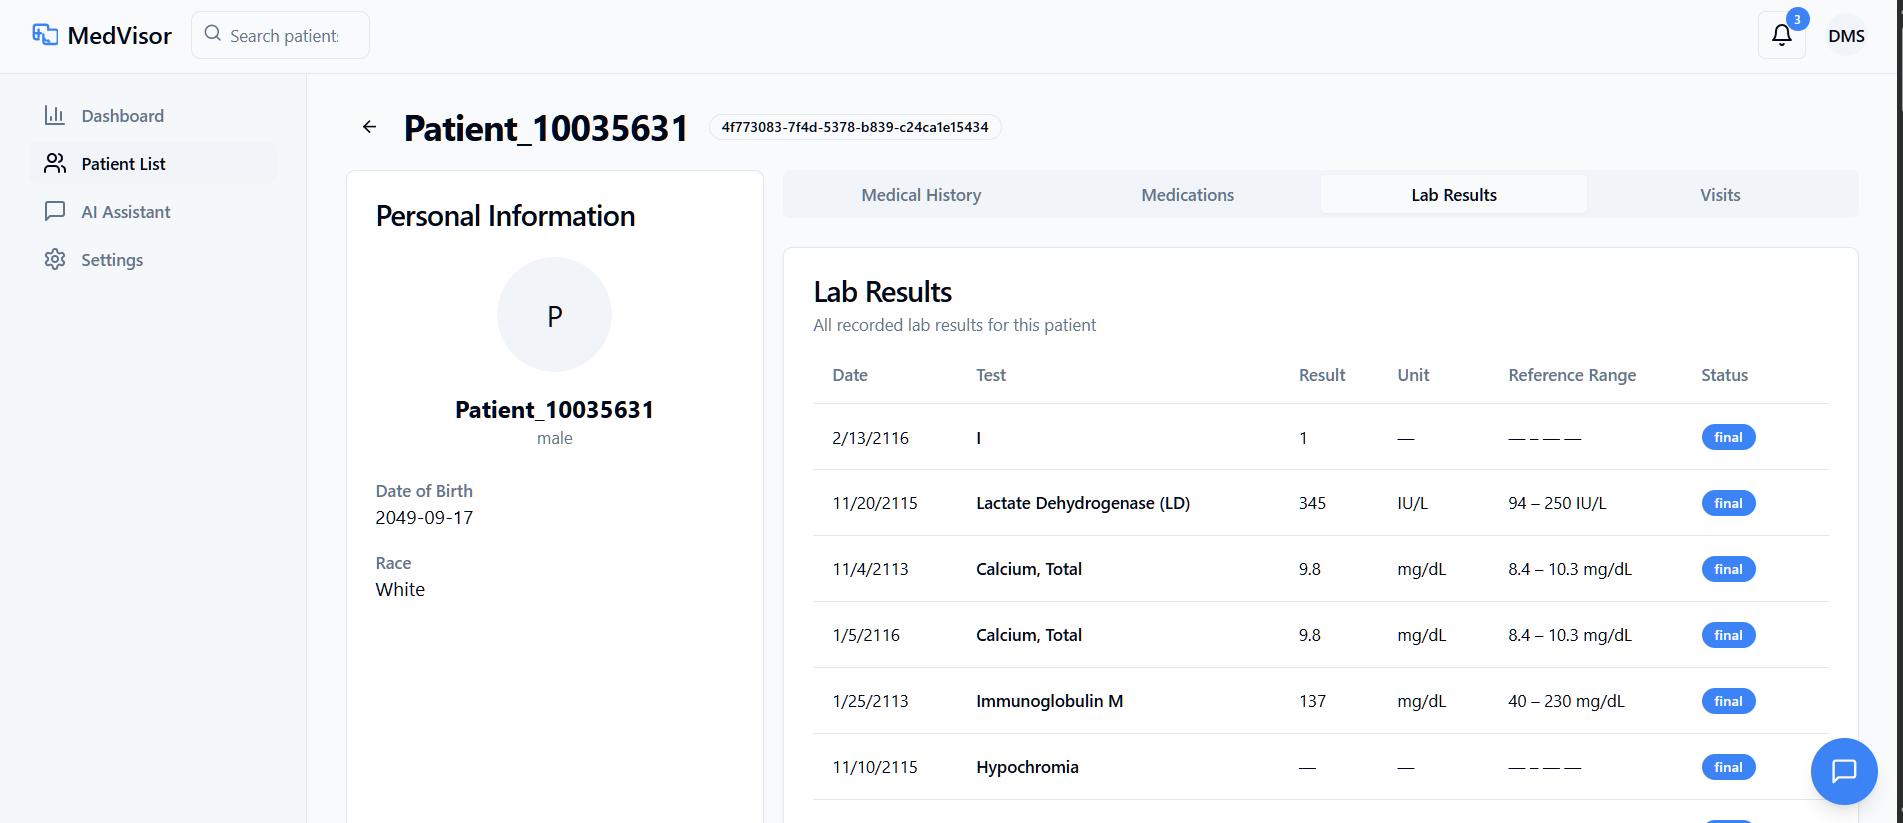 MedVisor
Search patients
3
DMS
Dashboard
Patient List
AI Assistant
Settings
Patient_10035631
4f773083-7f4d-5378-b839-c24ca1e15434
Personal Information
P
Patient_10035631
male
Date of Birth
2049-09-17
Race
White
Medical History Medications Lab Results Visits
Lab Results
All recorded lab results for this patient
Date Test Result Unit Reference Range Status
2/13/2116 I 1 — — – — — final
11/20/2115 Lactate Dehydrogenase (LD) 345 IU/L 94 – 250 IU/L final
11/4/2113 Calcium, Total 9.8 mg/dL 8.4 – 10.3 mg/dL final
1/5/2116 Calcium, Total 9.8 mg/dL 8.4 – 10.3 mg/dL final
1/25/2113 Immunoglobulin M 137 mg/dL 40 – 230 mg/dL final
11/10/2115 Hypochromia — — — – — — final